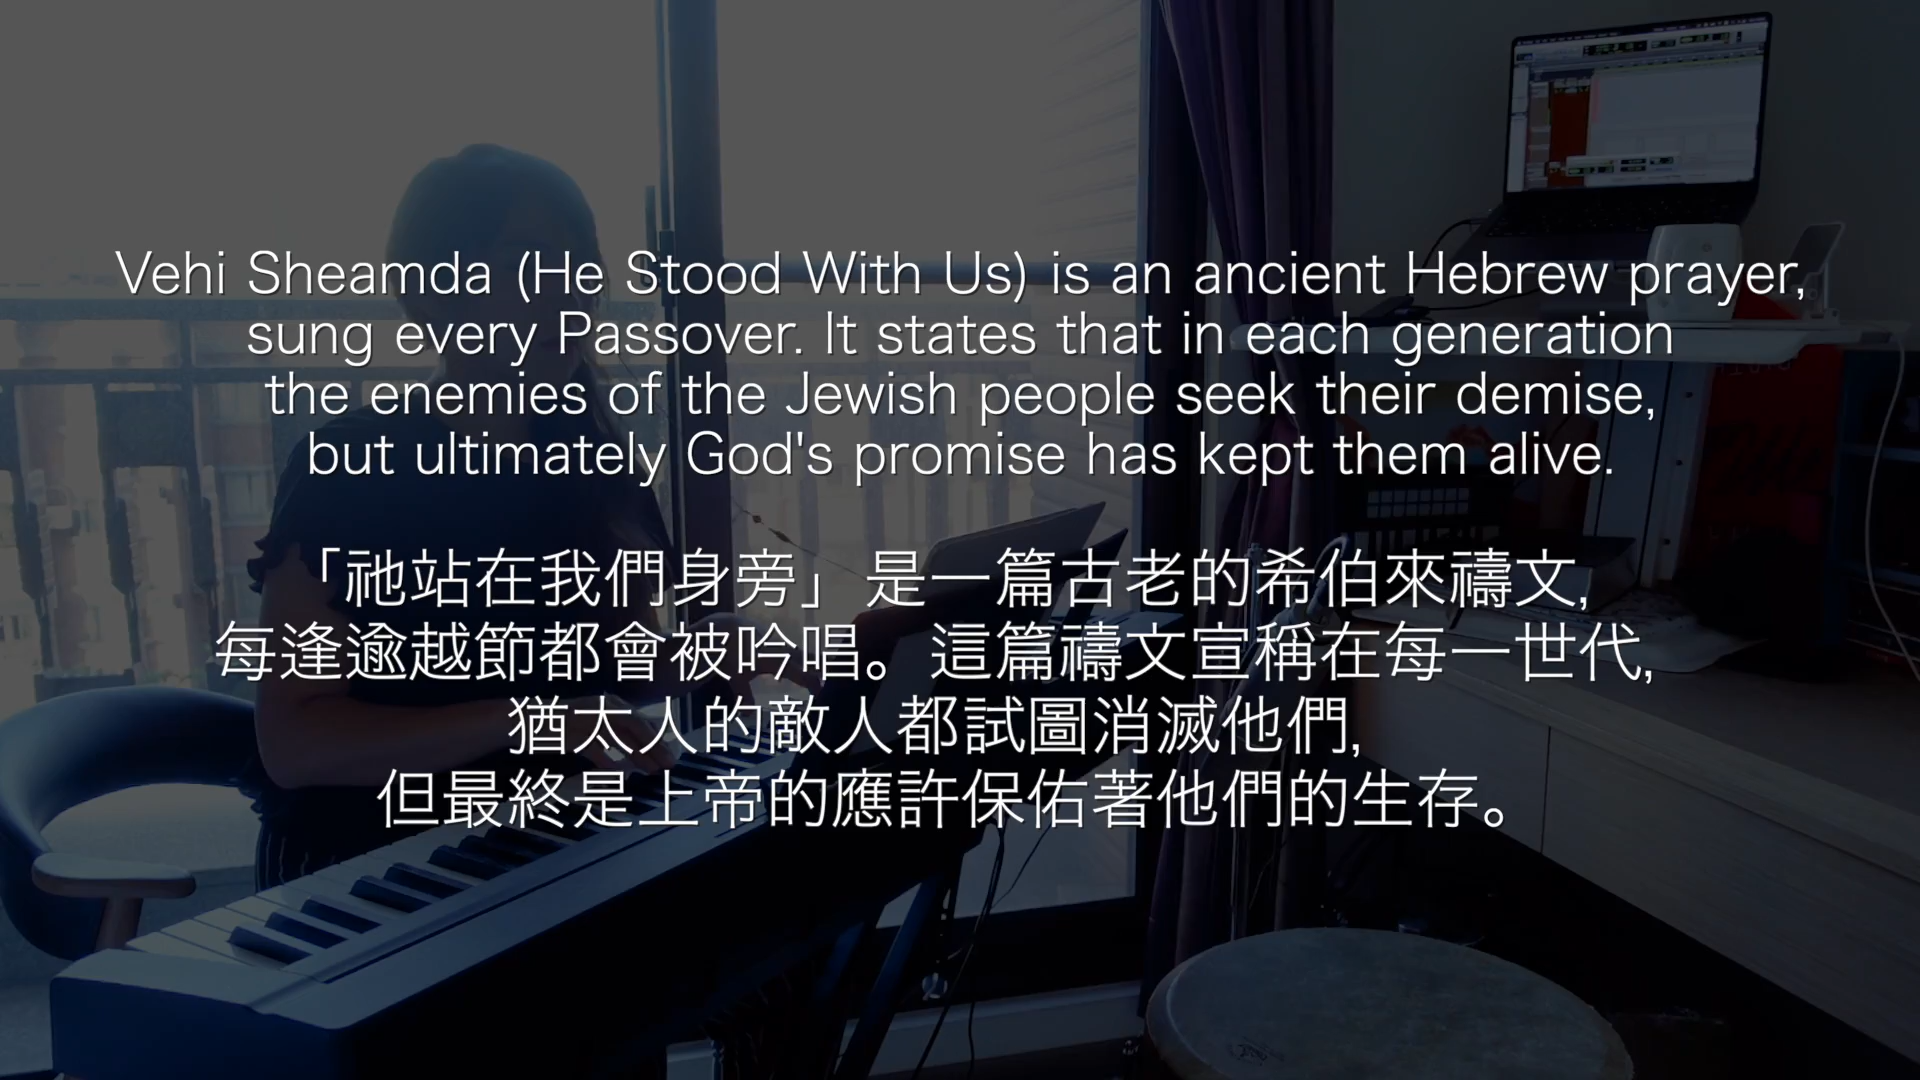 Vehi Sheamda (He Stood With Us) is an ancient Hebrew prayer,
sung every Passover. It states that in each generation
the enemies of the Jewish people seek their demise,
but ultimately God's promise has kept them alive.
「祂站在我們身旁」是一篇古老的希伯來禱文,
每逢逾越節都會被吟唱。這篇禱文宣稱在每一世代,
猶太人的敵人都試圖消滅他們,
但最終是上帝的應許保佑著他們的生存。